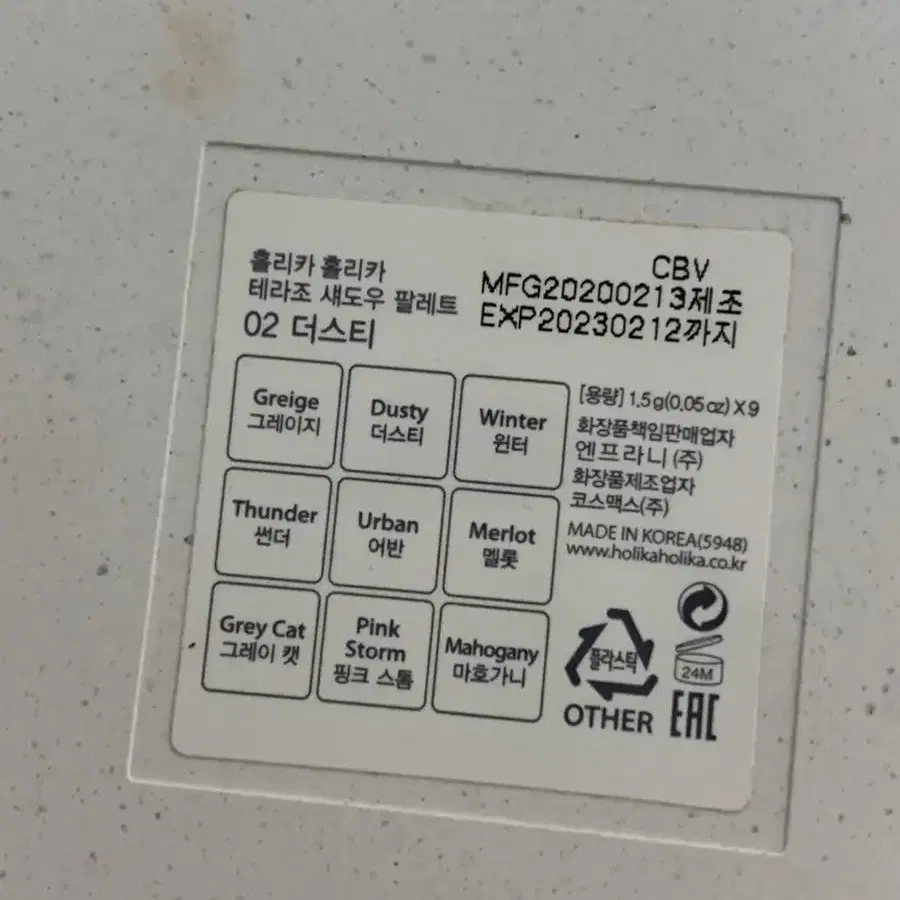 홀리카 홀리카
테라조 섀도우 팔레트
02 더스티
CBV
MFG20200213제조
EXP20230212까지
Greige
그레이지
Dusty
더스티
Winter
윈터
Thunder
썬더
Urban
어반
Merlot
멜롯
Grey Cat
그레이 캣
Pink
Storm
핑크 스톰
Mahogany
마호가니
[용량] 1.5g(0.05oz) X 9
화장품책임판매업자
엔프라니 (주)
화장품제조업자
코스맥스(주)
MADE IN KOREA(5948)
www.holikaholika.co.kr
플라스틱
OTHER
24M
EAC